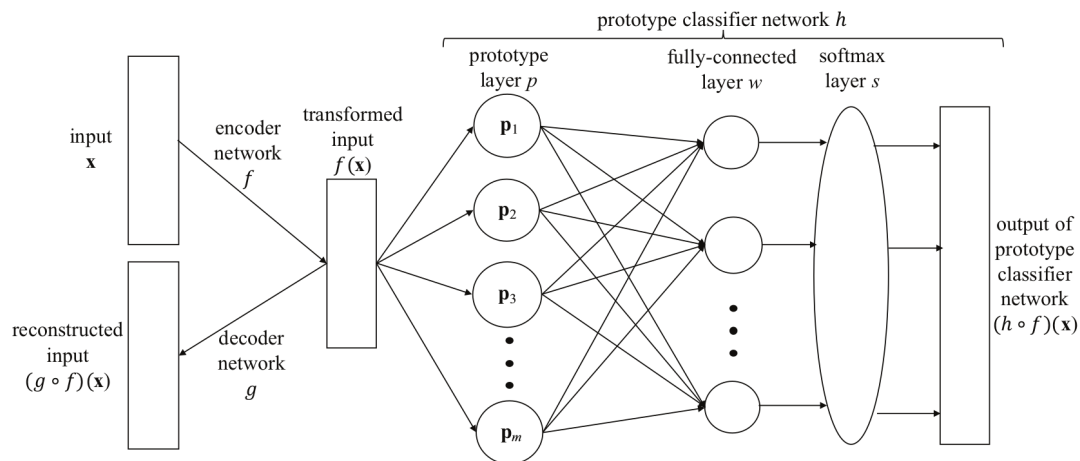 prototype classifier network h
prototype
layer p
fully-connected
layer w
softmax
layer s
input
x
encoder
network
f
transformed
input
f(x)
p1
p2
p3
pm
reconstructed
input
(g ∘ f)(x)
decoder
network
g
output of
prototype
classifier
network
(h ∘ f)(x)